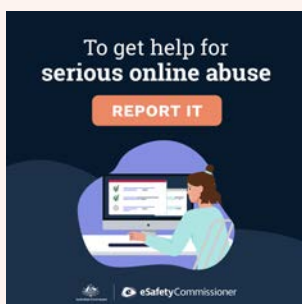 To get help for
serious online abuse
REPORT IT
eSafetyCommissioner